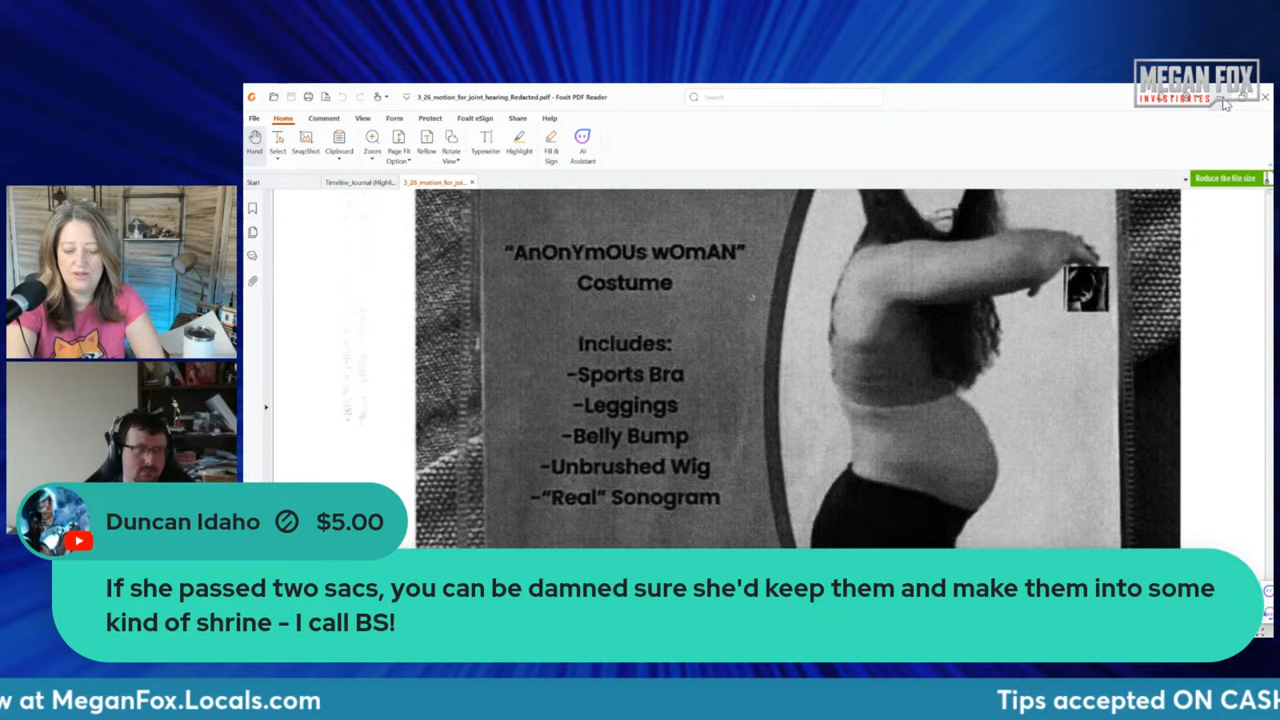 MEGAN FOX
INVESTIGATES
3_26_motion_for_joint_hearing_Redacted.pdf - Foxit PDF Reader
Search
File Home Comment View Form Protect Foxit eSign Share Help
Hand Select SnapShot Clipboard Zoom Page Fit Option Reflow Rotate View Typewriter Highlight Fill & Sign AI Assistant
Start Timeline_Journal (Highli... 3_26_motion_for_joi...
Reduce the file size
"AnOnYmOUs wOmAN"
Costume
Includes:
-Sports Bra
-Leggings
-Belly Bump
-Unbrushed Wig
-"Real" Sonogram
Duncan Idaho $5.00
If she passed two sacs, you can be damned sure she'd keep them and make them into some
kind of shrine - I call BS!
w at MeganFox.Locals.com Tips accepted ON CASH